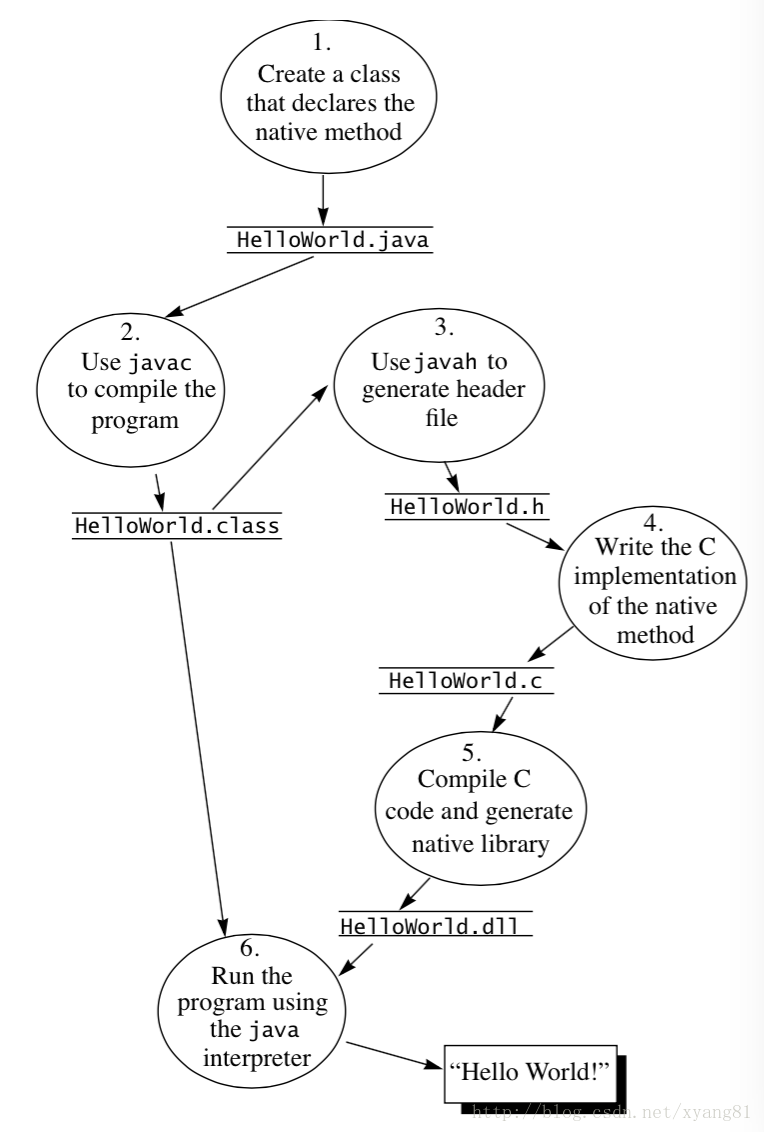 1.
Create a class
that declares the
native method
HelloWorld.java
2.
Use javac
to compile the
program
3.
Use javah to
generate header
file
HelloWorld.class
HelloWorld.h
4.
Write the C
implementation
of the native
method
HelloWorld.c
5.
Compile C
code and generate
native library
HelloWorld.dll
6.
Run the
program using
the java
interpreter
“Hello World!”
http://blog.csdn.net/xyang81